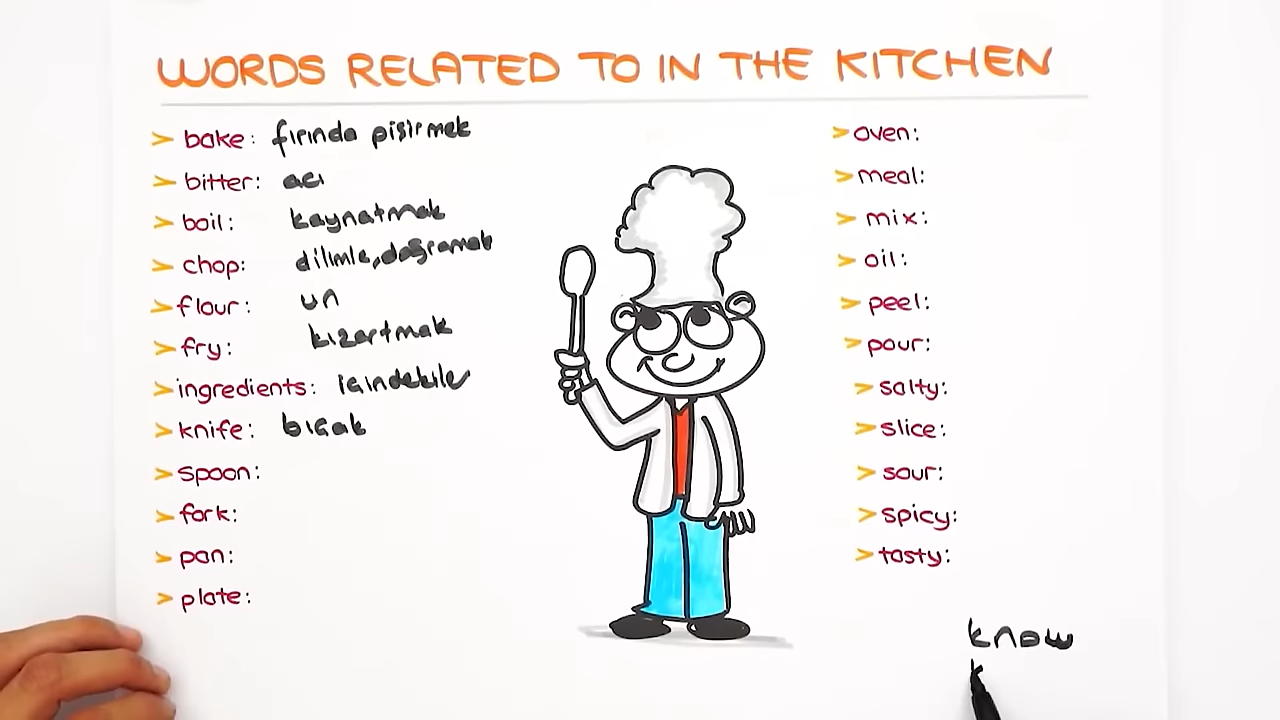 WORDS RELATED TO IN THE KITCHEN
> bake: fırında pişirmek
> bitter: acı
> boil: kaynatmak
> chop: dilimle, doğramak
> flour: un
> fry: kızartmak
> ingredients: içindekiler
> knife: bıçak
> spoon:
> fork:
> pan:
> plate:
> oven:
> meal:
> mix:
> oil:
> peel:
> pour:
> salty:
> slice:
> sour:
> spicy:
> tasty:
know
k